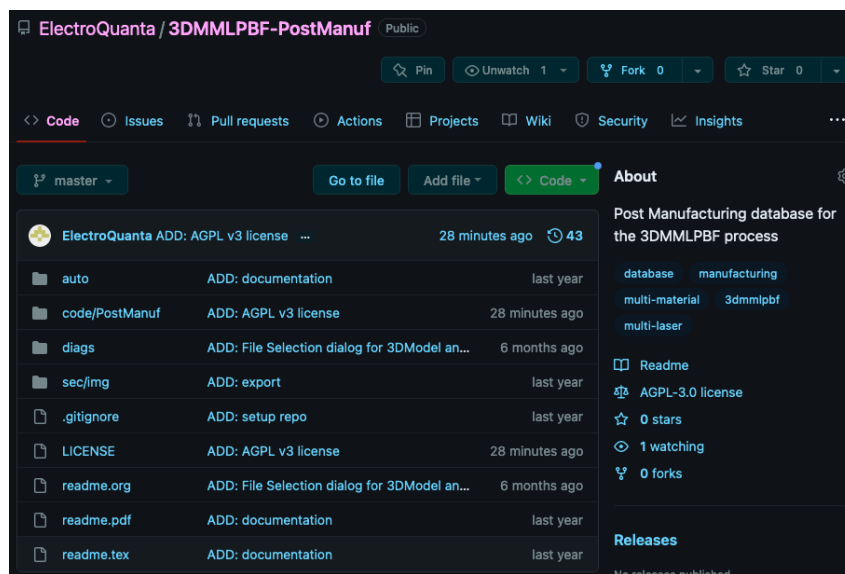 ElectroQuanta / 3DMMLPBF-PostManuf Public
Pin Unwatch 1 Fork 0 Star 0
Code Issues Pull requests Actions Projects Wiki Security Insights ...
master Go to file Add file Code
ElectroQuanta ADD: AGPL v3 license ... 28 minutes ago 43
auto ADD: documentation last year
code/PostManuf ADD: AGPL v3 license 28 minutes ago
diags ADD: File Selection dialog for 3DModel an... 6 months ago
sec/img ADD: export last year
.gitignore ADD: setup repo last year
LICENSE ADD: AGPL v3 license 28 minutes ago
readme.org ADD: File Selection dialog for 3DModel an... 6 months ago
readme.pdf ADD: documentation last year
readme.tex ADD: documentation last year
About
Post Manufacturing database for
the 3DMMLPBF process
database manufacturing
multi-material 3dmmlpbf
multi-laser
Readme
AGPL-3.0 license
0 stars
1 watching
0 forks
Releases
No releases published